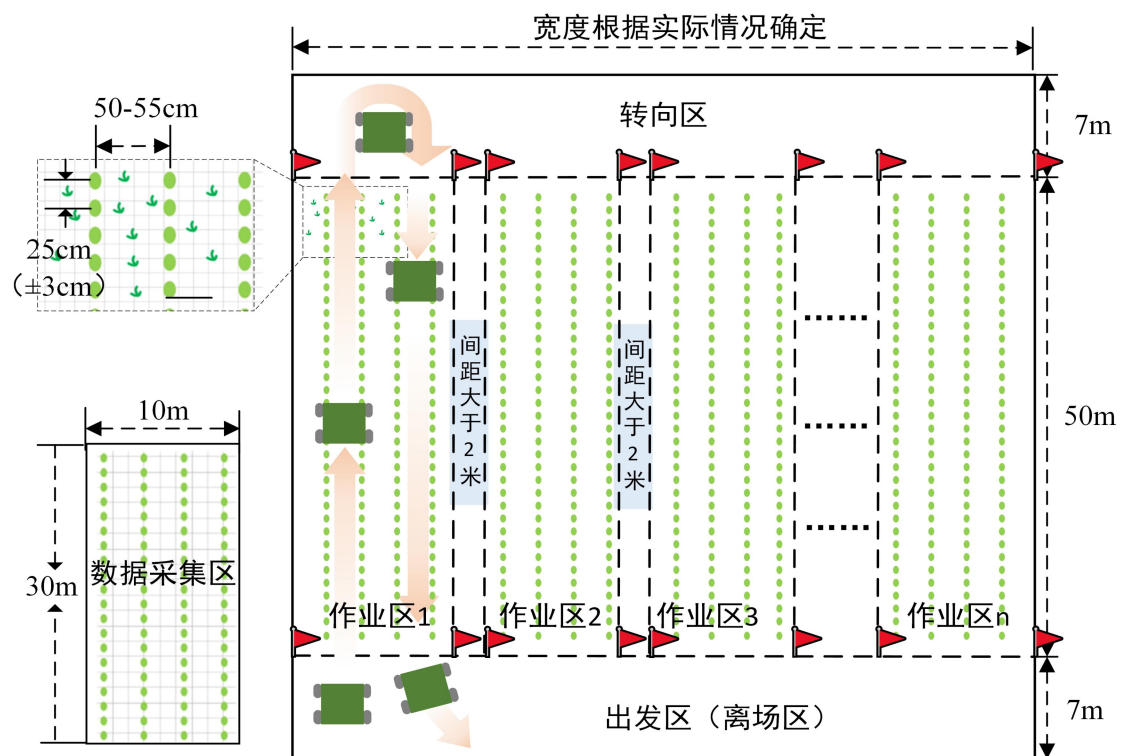 宽度根据实际情况确定
转向区
7m
50-55cm
25cm
（±3cm）
间距大于2米
间距大于2米
50m
10m
30m
数据采集区
作业区1
作业区2
作业区3
作业区n
出发区（离场区）
7m